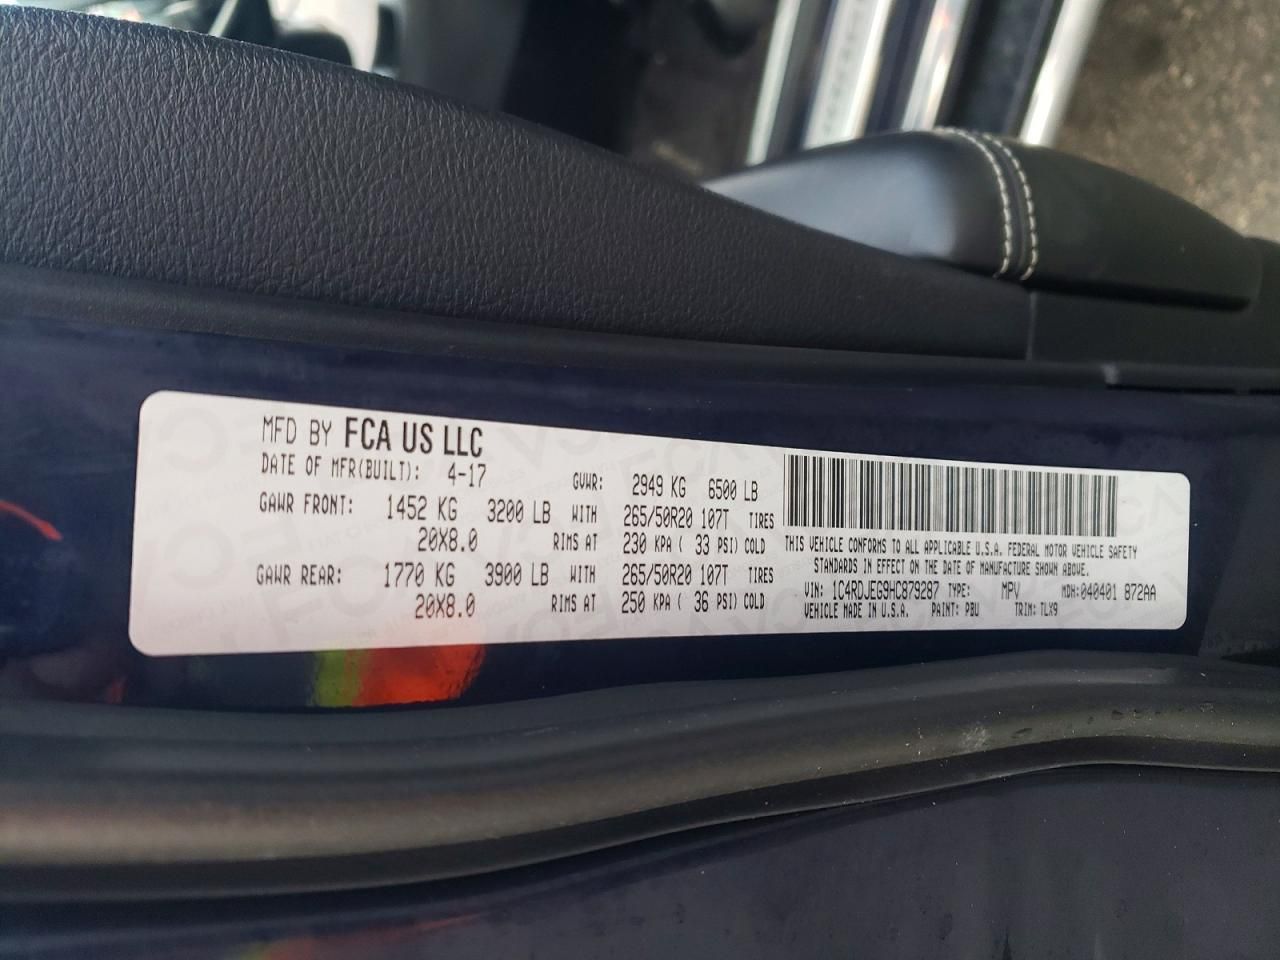 MFD BY FCA US LLC
DATE OF MFR(BUILT): 4-17 GVWR: 2949 KG 6500 LB
GAWR FRONT: 1452 KG 3200 LB WITH 265/50R20 107T TIRES
20X8.0 RIMS AT 230 KPA ( 33 PSI) COLD
GAWR REAR: 1770 KG 3900 LB WITH 265/50R20 107T TIRES
20X8.0 RIMS AT 250 KPA ( 36 PSI) COLD
THIS VEHICLE CONFORMS TO ALL APPLICABLE U.S.A. FEDERAL MOTOR VEHICLE SAFETY
STANDARDS IN EFFECT ON THE DATE OF MANUFACTURE SHOWN ABOVE.
VIN: 1C4RDJEG9HC879287 TYPE: MPV MDH: 040401 872AA
VEHICLE MADE IN U.S.A. PAINT: PBU TRIM: TLX9